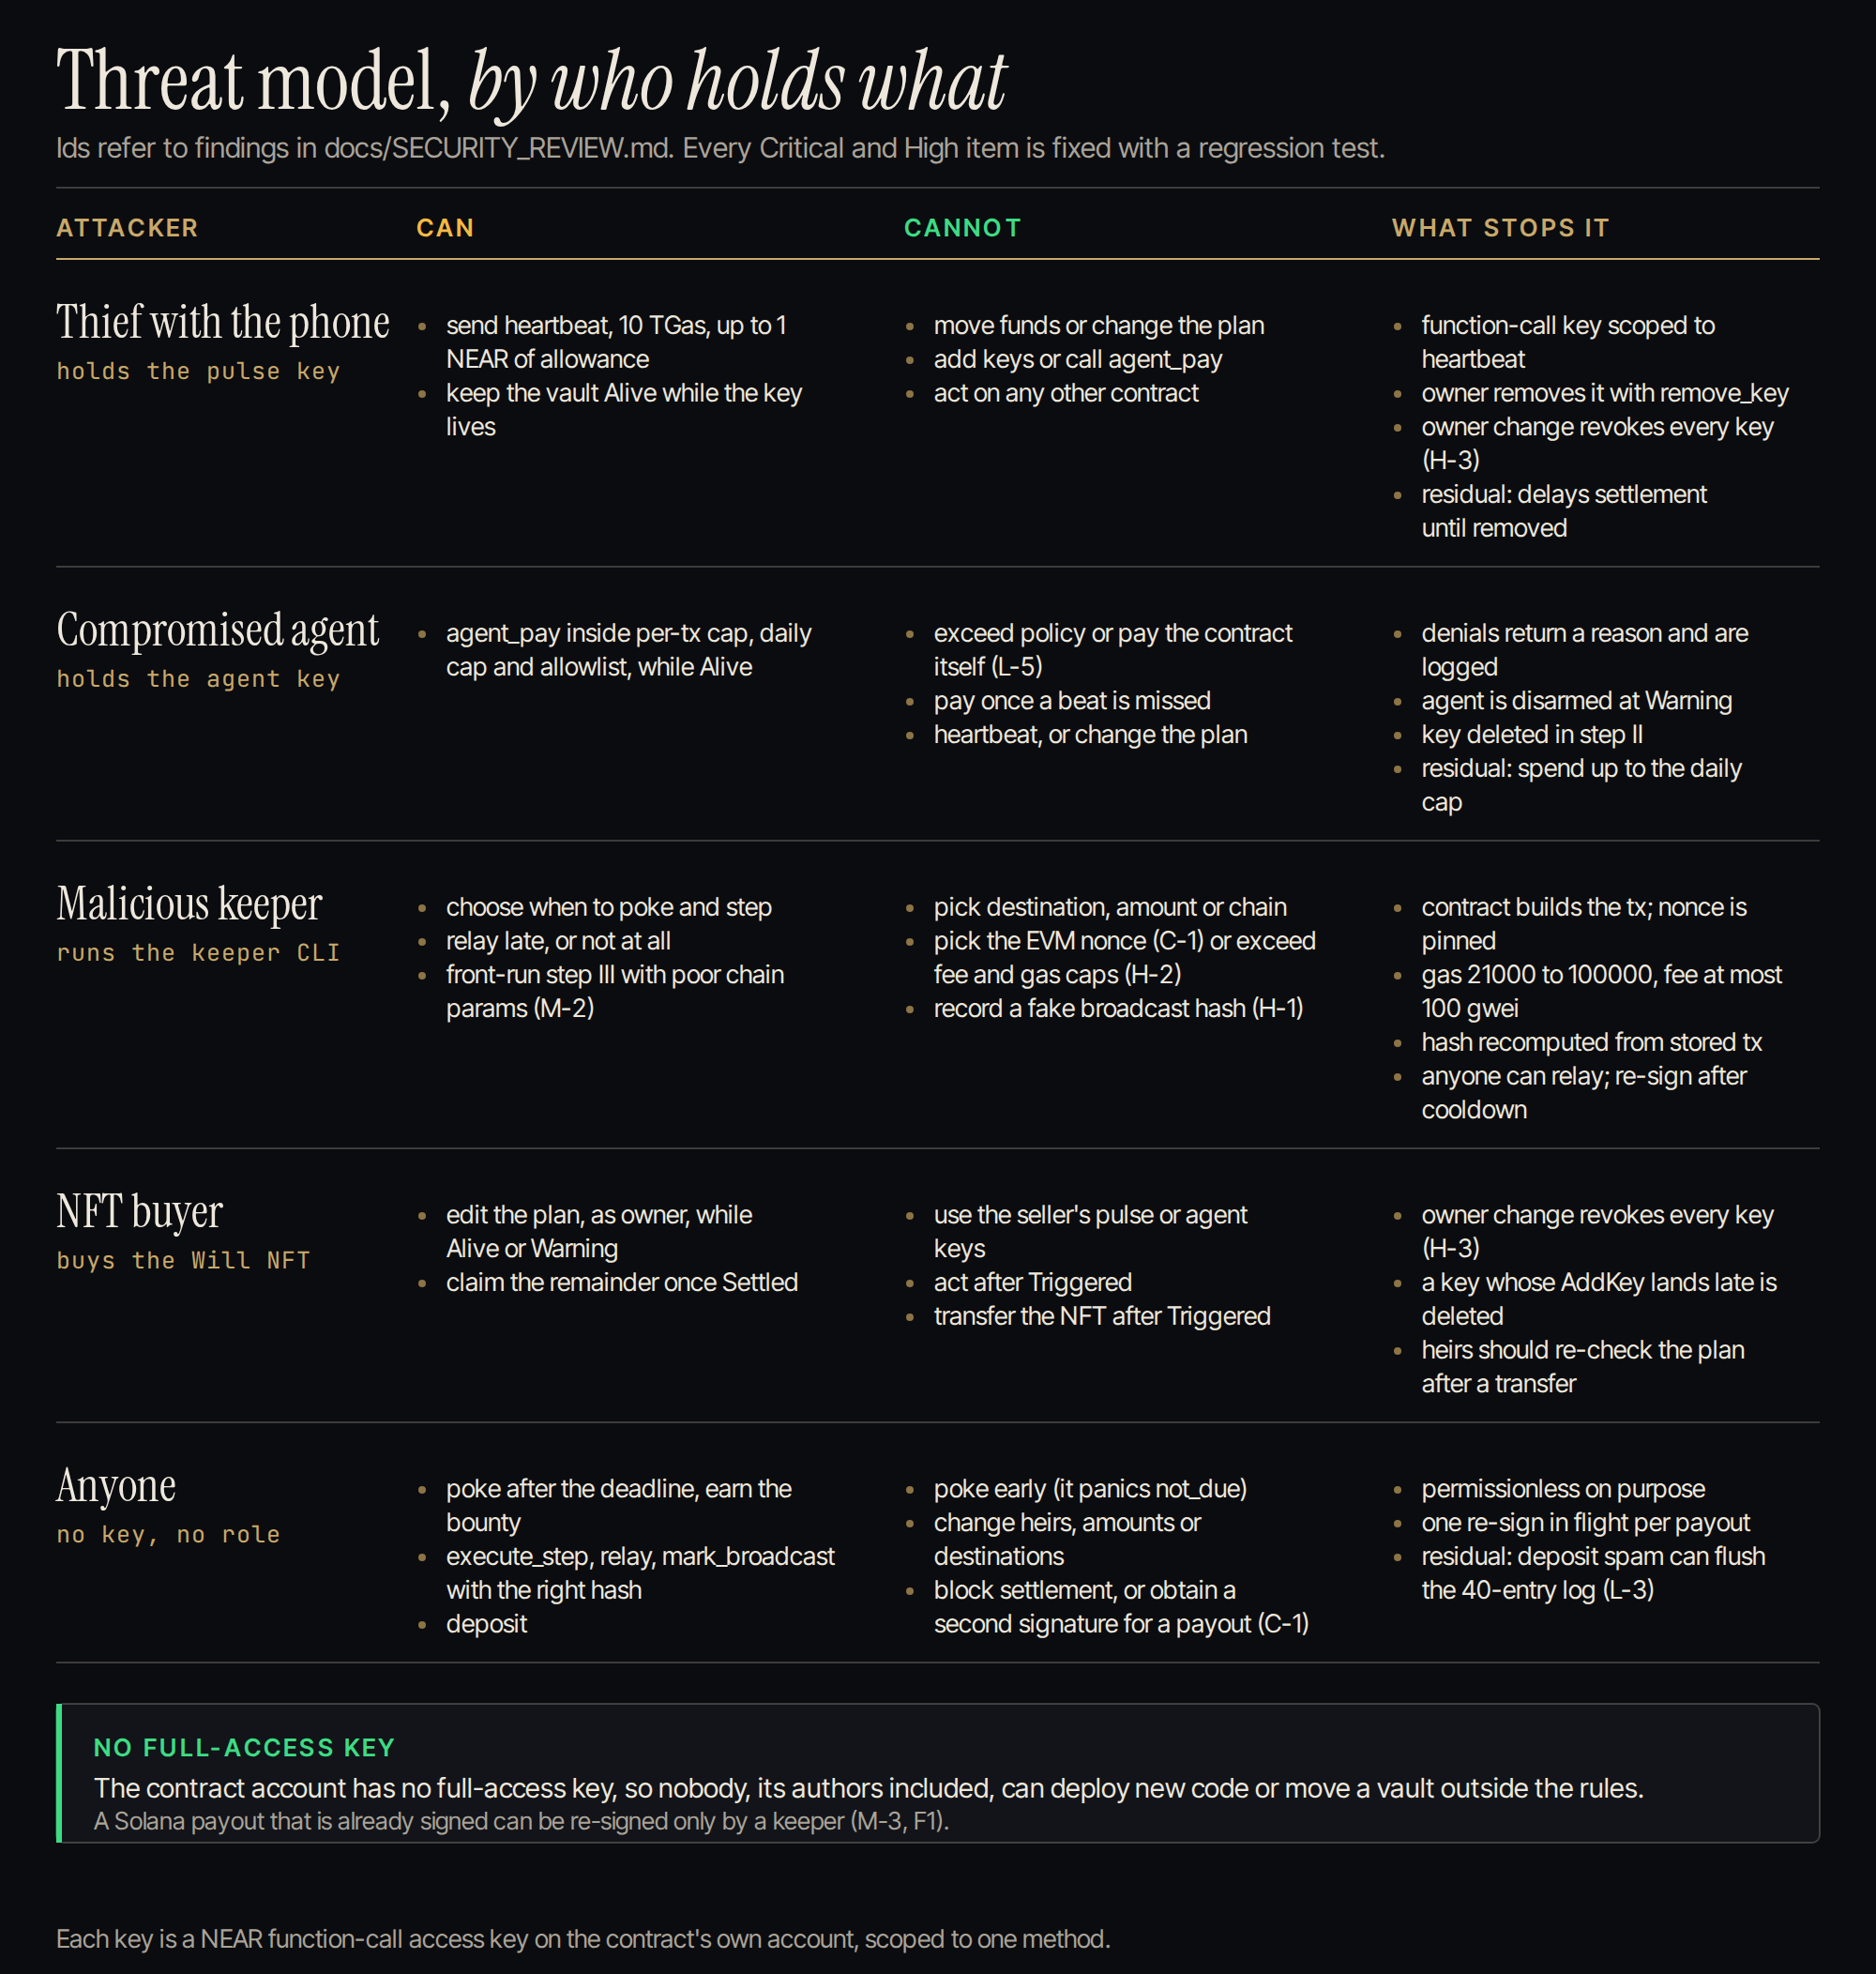 Threat model, by who holds what
Ids refer to findings in docs/SECURITY_REVIEW.md. Every Critical and High item is fixed with a regression test.
ATTACKER
CAN
CANNOT
WHAT STOPS IT
Thief with the phone
holds the pulse key
send heartbeat, 10 TGas, up to 1
NEAR of allowance
keep the vault Alive while the key
lives
move funds or change the plan
add keys or call agent_pay
act on any other contract
function-call key scoped to
heartbeat
owner removes it with remove_key
owner change revokes every key
(H-3)
residual: delays settlement
until removed
Compromised agent
holds the agent key
agent_pay inside per-tx cap, daily
cap and allowlist, while Alive
exceed policy or pay the contract
itself (L-5)
pay once a beat is missed
heartbeat, or change the plan
denials return a reason and are
logged
agent is disarmed at Warning
key deleted in step II
residual: spend up to the daily
cap
Malicious keeper
runs the keeper CLI
choose when to poke and step
relay late, or not at all
front-run step III with poor chain
params (M-2)
pick destination, amount or chain
pick the EVM nonce (C-1) or exceed
fee and gas caps (H-2)
record a fake broadcast hash (H-1)
contract builds the tx; nonce is
pinned
gas 21000 to 100000, fee at most
100 gwei
hash recomputed from stored tx
anyone can relay; re-sign after
cooldown
NFT buyer
buys the Will NFT
edit the plan, as owner, while
Alive or Warning
claim the remainder once Settled
use the seller's pulse or agent
keys
act after Triggered
transfer the NFT after Triggered
owner change revokes every key
(H-3)
a key whose AddKey lands late is
deleted
heirs should re-check the plan
after a transfer
Anyone
no key, no role
poke after the deadline, earn the
bounty
execute_step, relay, mark_broadcast
with the right hash
deposit
poke early (it panics not_due)
change heirs, amounts or
destinations
block settlement, or obtain a
second signature for a payout (C-1)
permissionless on purpose
one re-sign in flight per payout
residual: deposit spam can flush
the 40-entry log (L-3)
NO FULL-ACCESS KEY
The contract account has no full-access key, so nobody, its authors included, can deploy new code or move a vault outside the rules.
A Solana payout that is already signed can be re-signed only by a keeper (M-3, F1).
Each key is a NEAR function-call access key on the contract's own account, scoped to one method.